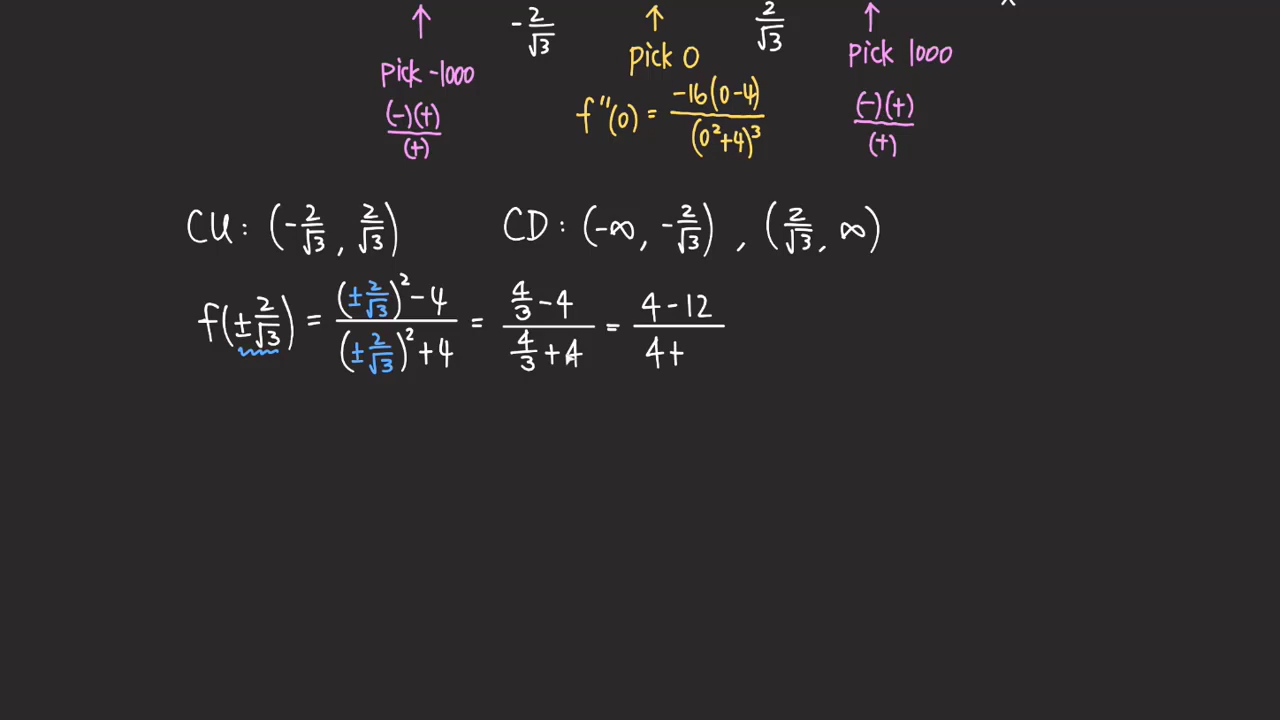 -2/√3 2/√3
pick -1000 pick 0 pick 1000
(-)(+)/(+) f''(0) = -16(0-4)/(0²+4)³ (-)(+)/(+)
CU: (-2/√3, 2/√3) CD: (-∞, -2/√3), (2/√3, ∞)
f(±2/√3) = ((±2/√3)²-4)/((±2/√3)²+4) = (4/3-4)/(4/3+4) = (4-12)/(4+